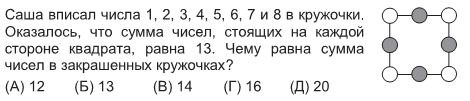 Саша вписал числа 1, 2, 3, 4, 5, 6, 7 и 8 в кружочки.
Оказалось, что сумма чисел, стоящих на каждой
стороне квадрата, равна 13. Чему равна сумма
чисел в закрашенных кружочках?
(А) 12 (Б) 13 (В) 14 (Г) 16 (Д) 20